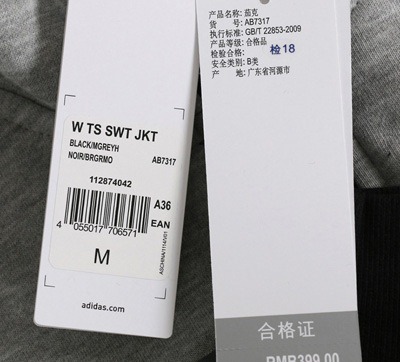 W TS SWT JKT
BLACK/MGREYH
NOIR/BRGRMO AB7317
112874042
A36
4 055017 706571 EAN
M
adidas.com
产品名称: 茄克
货 号: AB7317
执行标准: GB/T 22853-2009
产品等级: 合格品
检验合格: 检18
安全类别: B类
产 地: 广东省河源市
合格证
RMB399.00